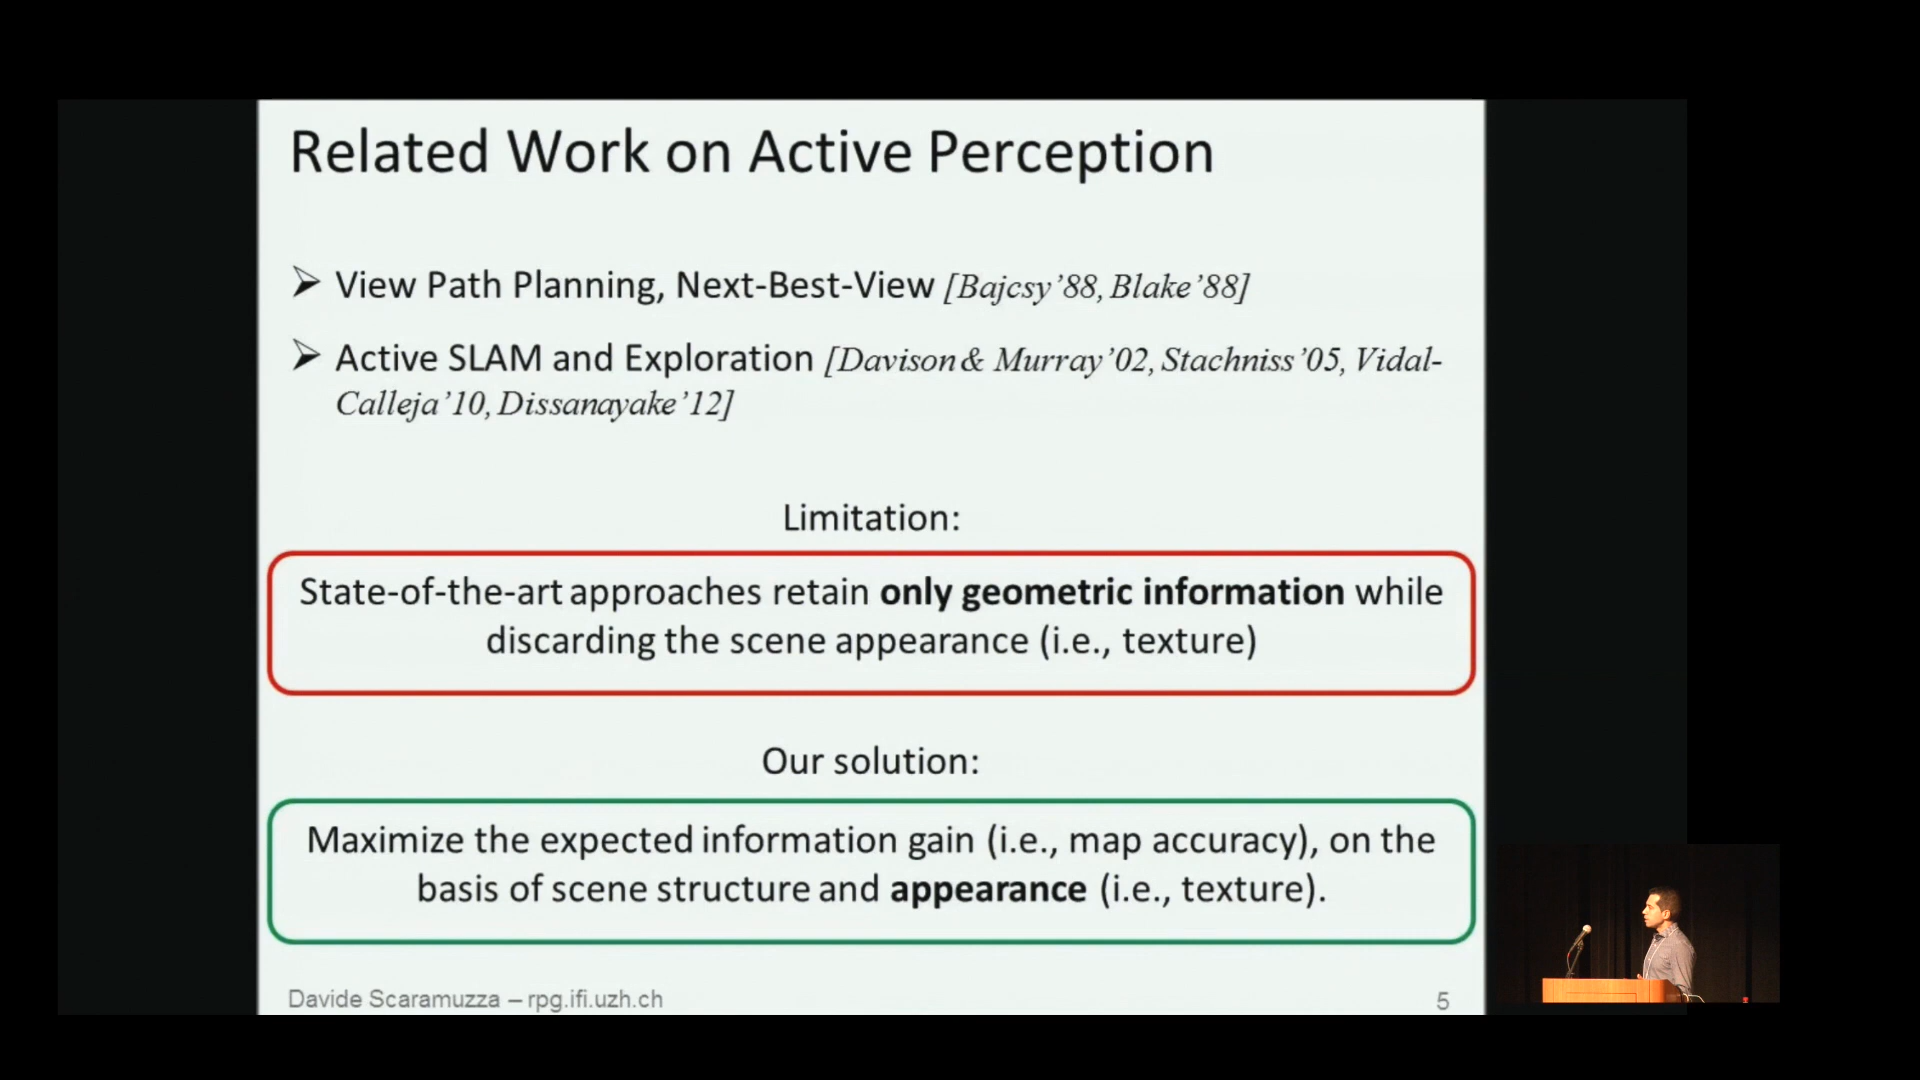 Related Work on Active Perception
➢ View Path Planning, Next-Best-View [Bajcsy’88, Blake’88]
➢ Active SLAM and Exploration [Davison & Murray’02, Stachniss’05, Vidal-
Calleja’10, Dissanayake’12]
Limitation:
State-of-the-art approaches retain only geometric information while
discarding the scene appearance (i.e., texture)
Our solution:
Maximize the expected information gain (i.e., map accuracy), on the
basis of scene structure and appearance (i.e., texture).
Davide Scaramuzza – rpg.ifi.uzh.ch
5